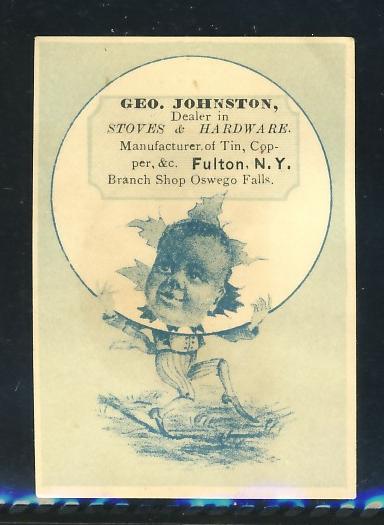 GEO. JOHNSTON,
Dealer in
STOVES & HARDWARE.
Manufacturer of Tin, Cop-
per, &c. Fulton, N.Y.
Branch Shop Oswego Falls.